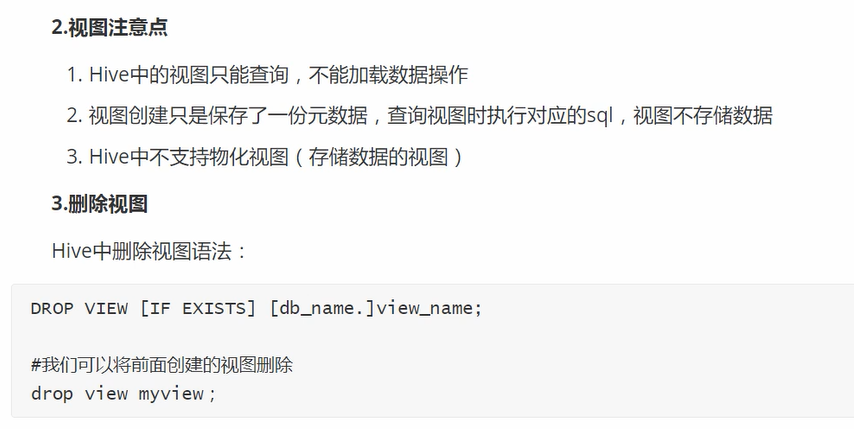 2.视图注意点
1. Hive中的视图只能查询，不能加载数据操作
2. 视图创建只是保存了一份元数据，查询视图时执行对应的sql，视图不存储数据
3. Hive中不支持物化视图（存储数据的视图）
3.删除视图
Hive中删除视图语法：
DROP VIEW [IF EXISTS] [db_name.]view_name;
#我们可以将前面创建的视图删除
drop view myview；